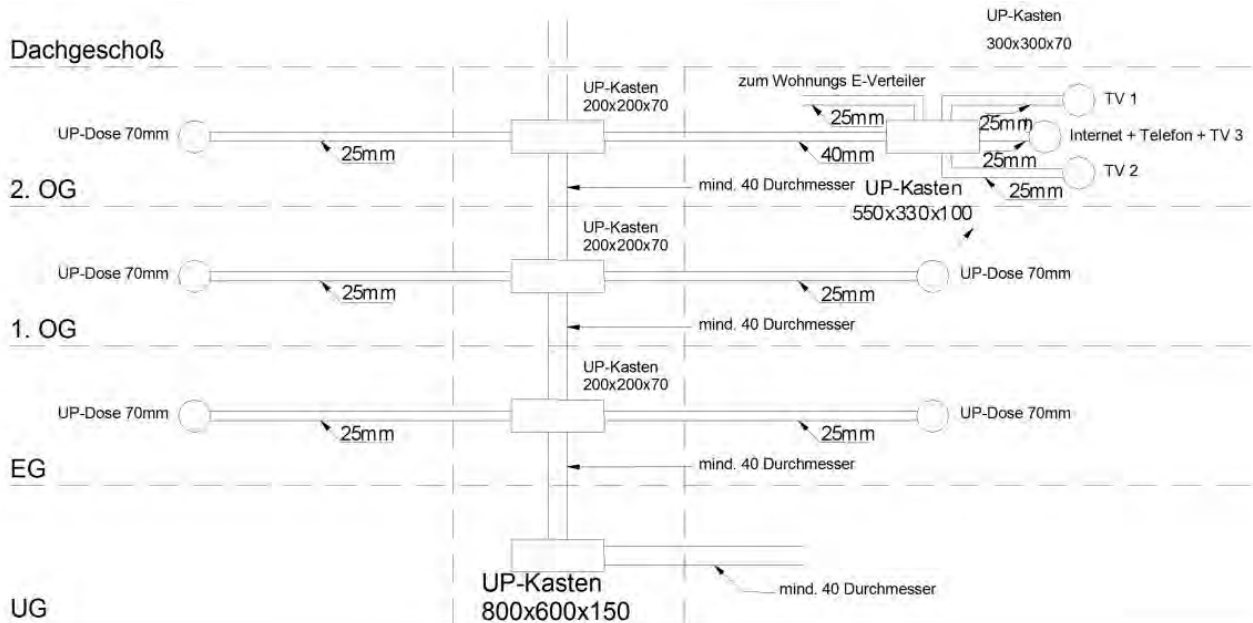 UP-Kasten
300x300x70
Dachgeschoß
zum Wohnungs E-Verteiler
UP-Kasten
200x200x70
25mm
25mm
TV 1
UP-Dose 70mm
25mm
40mm
Internet + Telefon + TV 3
25mm
TV 2
25mm
2. OG
mind. 40 Durchmesser
UP-Kasten
550x330x100
UP-Kasten
200x200x70
UP-Dose 70mm
25mm
25mm
UP-Dose 70mm
1. OG
mind. 40 Durchmesser
UP-Kasten
200x200x70
UP-Dose 70mm
25mm
25mm
UP-Dose 70mm
EG
mind. 40 Durchmesser
UP-Kasten
800x600x150
mind. 40 Durchmesser
UG